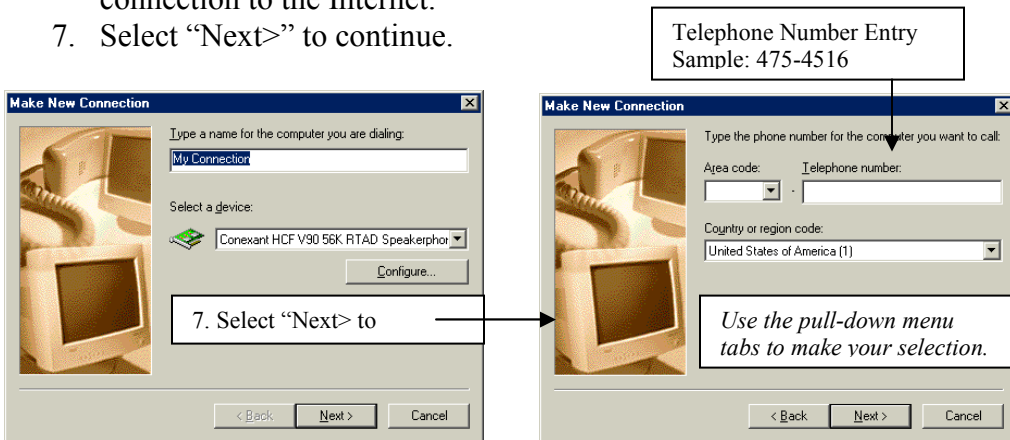 connection to the Internet.
7. Select “Next>” to continue.
Telephone Number Entry
Sample: 475-4516
Make New Connection
Type a name for the computer you are dialing:
My Connection
Select a device:
Conexant HCF V90 56K RTAD Speakerphor
Configure...
7. Select “Next> to
< Back Next > Cancel
Make New Connection
Type the phone number for the computer you want to call:
Area code: Telephone number:
-
Country or region code:
United States of America (1)
Use the pull-down menu
tabs to make your selection.
< Back Next > Cancel